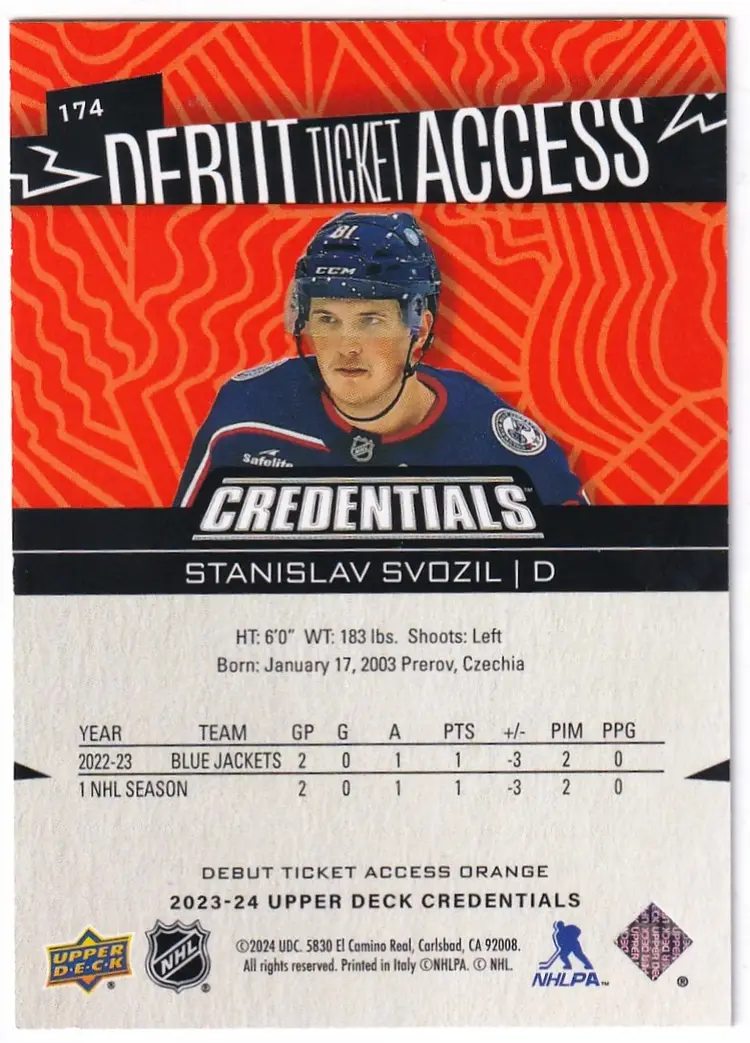 174
DEBUT TICKET ACCESS
81
CCM
Safelite
CREDENTIALS™
STANISLAV SVOZIL | D
HT: 6'0" WT: 183 lbs. Shoots: Left
Born: January 17, 2003 Prerov, Czechia
YEAR TEAM GP G A PTS +/- PIM PPG
2022-23 BLUE JACKETS 2 0 1 1 -3 2 0
1 NHL SEASON 2 0 1 1 -3 2 0
DEBUT TICKET ACCESS ORANGE
2023-24 UPPER DECK CREDENTIALS
UPPER
D·E·C·K ®
NHL ®
©2024 UDC. 5830 El Camino Real, Carlsbad, CA 92008.
All rights reserved. Printed in Italy ©NHLPA. © NHL.
NHLPA™
®